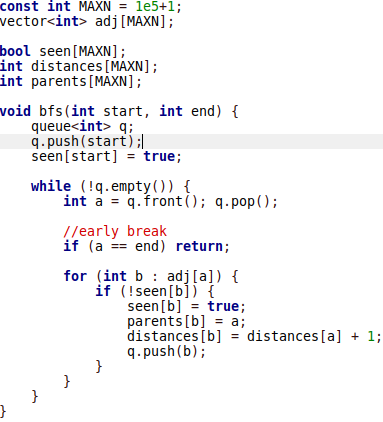 const int MAXN = 1e5+1;
vector<int> adj[MAXN];

bool seen[MAXN];
int distances[MAXN];
int parents[MAXN];

void bfs(int start, int end) {
    queue<int> q;
    q.push(start);
    seen[start] = true;

    while (!q.empty()) {
        int a = q.front(); q.pop();

        //early break
        if (a == end) return;

        for (int b : adj[a]) {
            if (!seen[b]) {
                seen[b] = true;
                parents[b] = a;
                distances[b] = distances[a] + 1;
                q.push(b);
            }
        }
    }
}